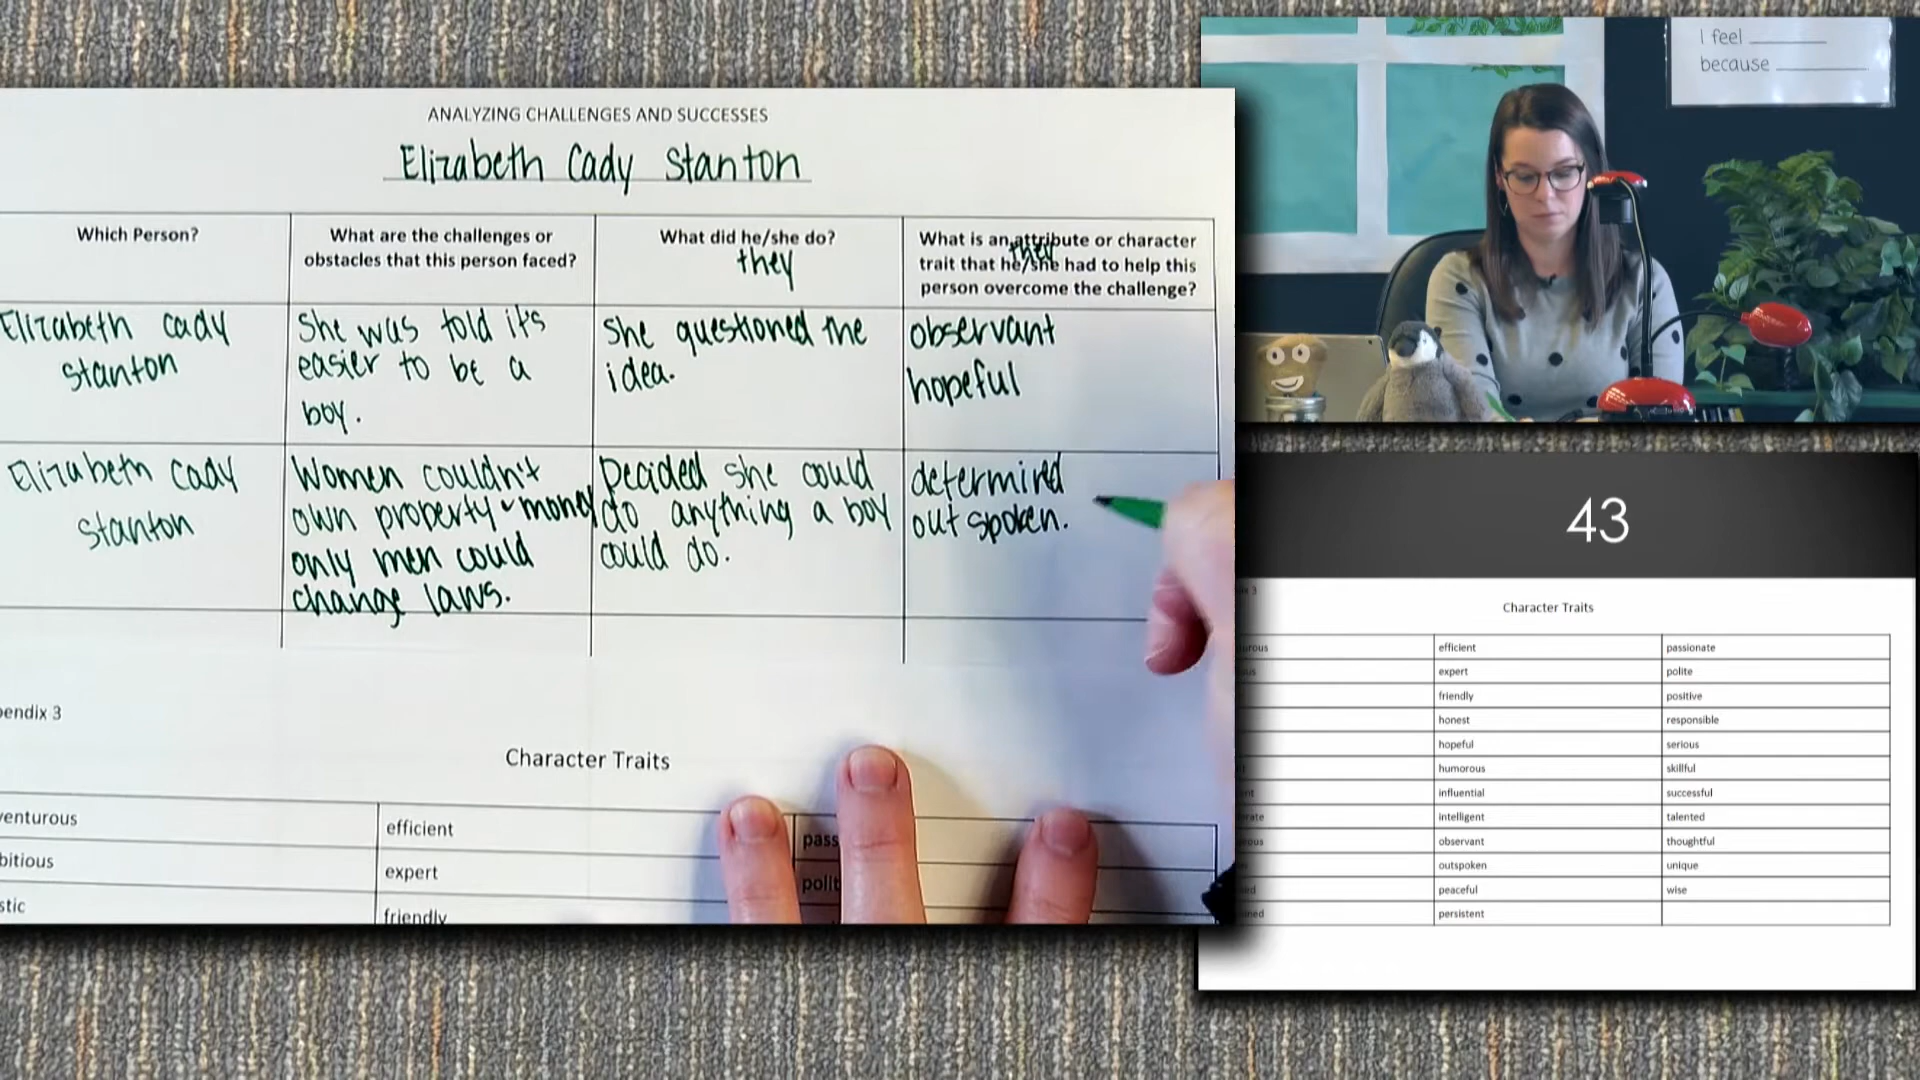 ANALYZING CHALLENGES AND SUCCESSES
Elizabeth Cady Stanton
Which Person?
What are the challenges or
obstacles that this person faced?
What did he/she do?
they
What is an attribute or character
they
trait that he/she had to help this
person overcome the challenge?
Elizabeth Cady
Stanton
She was told it's
easier to be a
boy.
She questioned the
idea.
observant
hopeful
Elizabeth Cady
Stanton
Women couldn't
own property money
only men could
change laws.
Decided she could
do anything a boy
could do.
determined
outspoken.
endix 3
Character Traits
venturous
efficient
pass
bitious
expert
polit
stic
friendly
I feel
because
43
Character Traits
efficient
passionate
expert
polite
friendly
positive
honest
responsible
hopeful
serious
humorous
skillful
influential
successful
intelligent
talented
observant
thoughtful
outspoken
unique
peaceful
wise
persistent